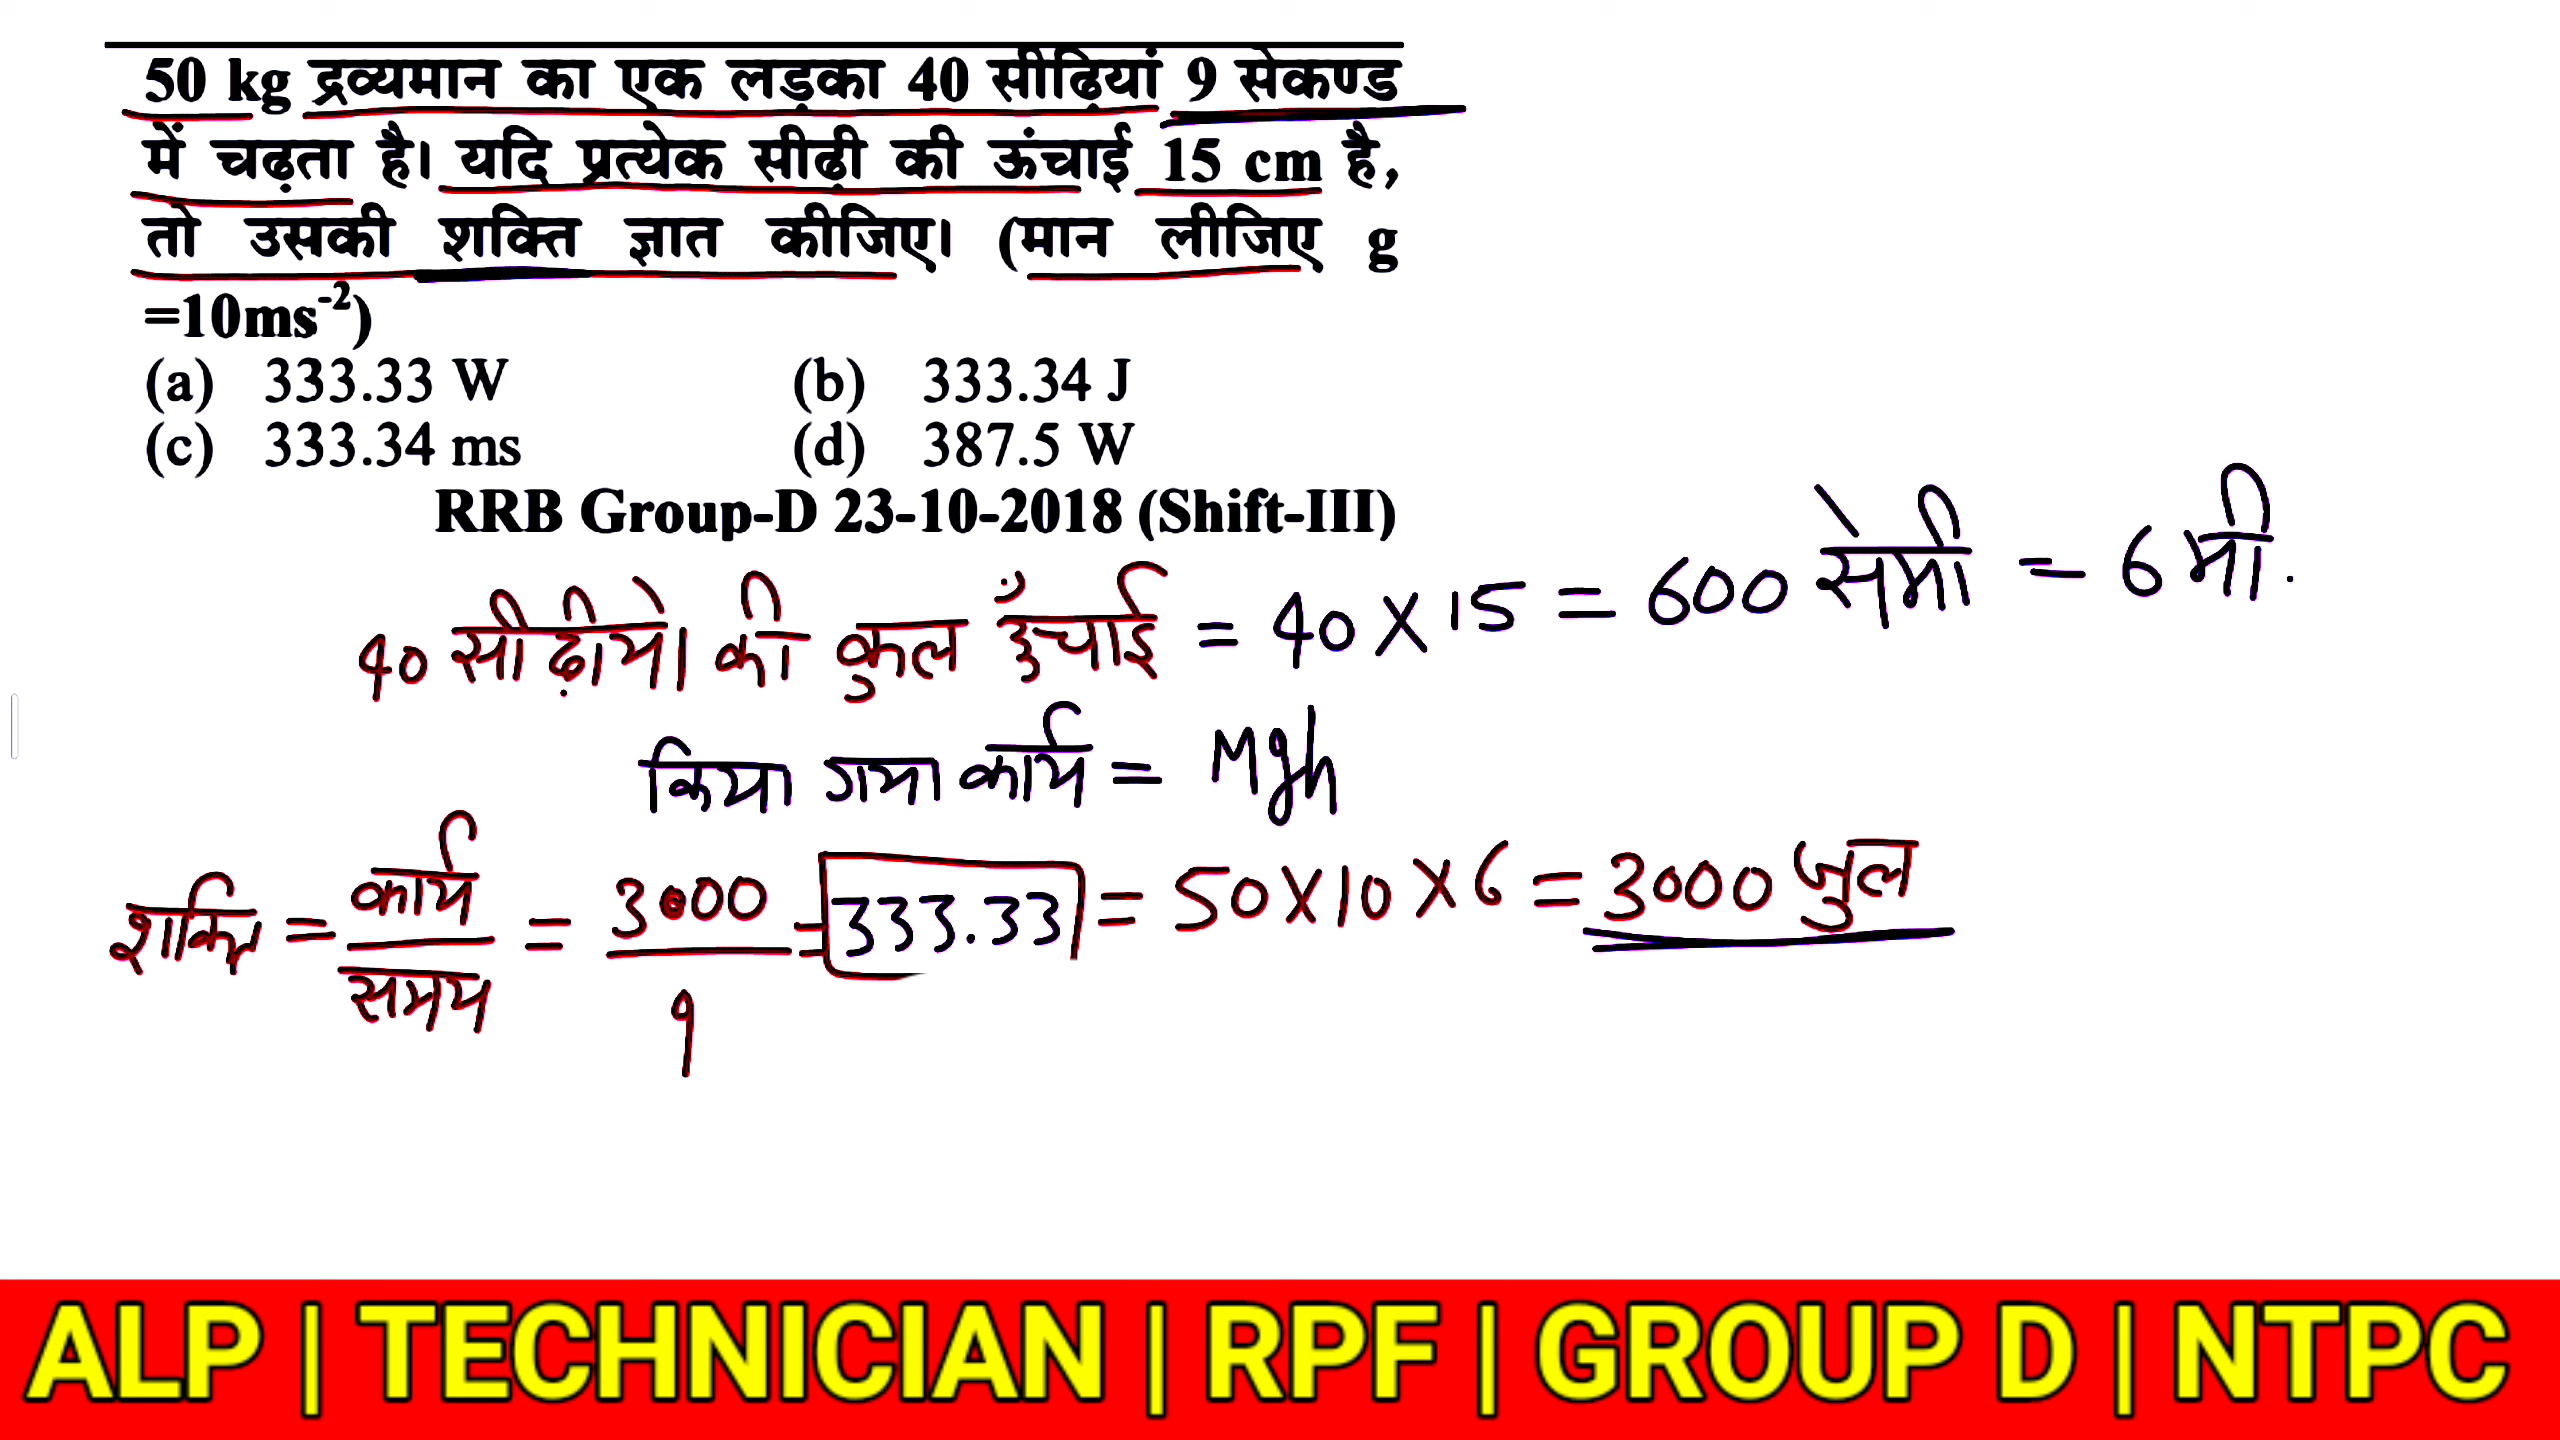 50 kg द्रव्यमान का एक लड़का 40 सीढ़ियां 9 सेकण्ड
में चढ़ता है। यदि प्रत्येक सीढ़ी की ऊंचाई 15 cm है,
तो उसकी शक्ति ज्ञात कीजिए। (मान लीजिए g
=10ms⁻²)
(a) 333.33 W (b) 333.34 J
(c) 333.34 ms (d) 387.5 W
RRB Group-D 23-10-2018 (Shift-III)
40 सीढ़ीयो की कुल उँचाई = 40 × 15 = 600 सेमी = 6 मी.
किया गया कार्य = Mgh
= 50 × 10 × 6 = 3000 जुल
शक्ति = कार्य / समय = 3000 / 9 = 333.33
ALP | TECHNICIAN | RPF | GROUP D | NTPC